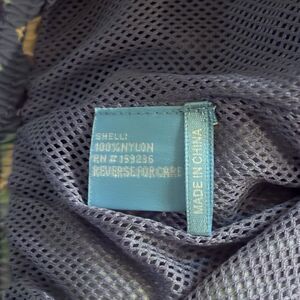 SHELL:
100%NYLON
RN # 159236
REVERSE FOR CARE
MADE IN CHINA